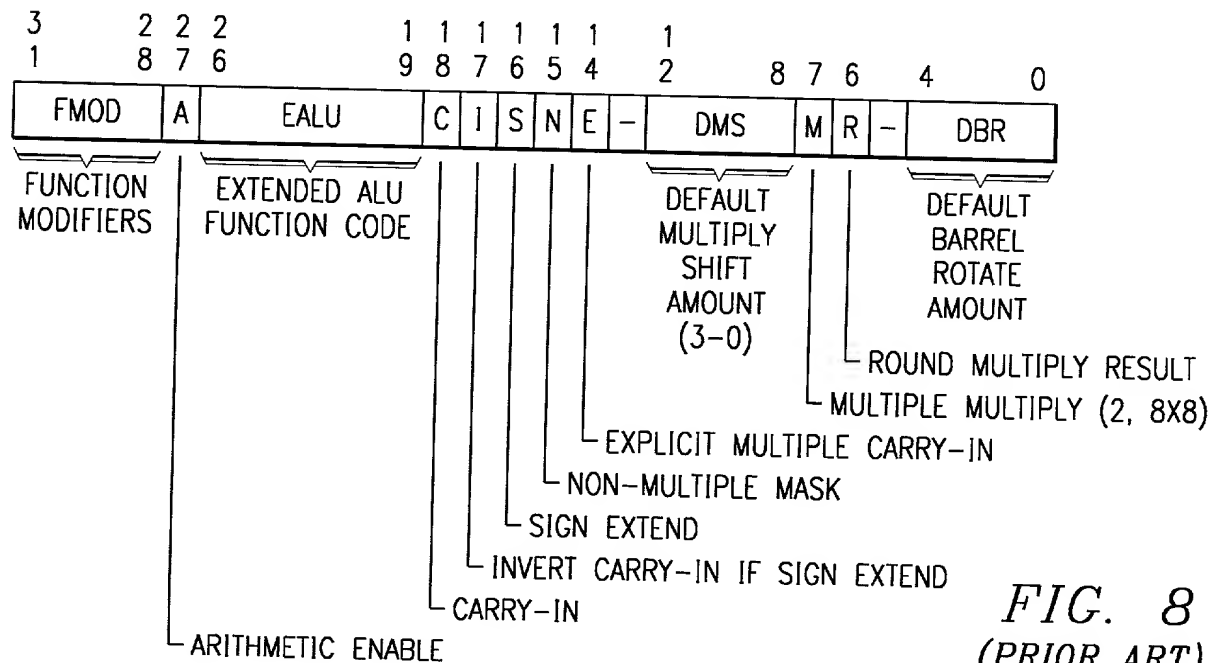 3 2 2 2 1 1 1 1 1 1 1
1 8 7 6 9 8 7 6 5 4 2 8 7 6 4 0
FMOD A EALU C I S N E - DMS M R - DBR
FUNCTION
MODIFIERS
EXTENDED ALU
FUNCTION CODE
DEFAULT
MULTIPLY
SHIFT
AMOUNT
(3-0)
DEFAULT
BARREL
ROTATE
AMOUNT
ROUND MULTIPLY RESULT
MULTIPLE MULTIPLY (2, 8X8)
EXPLICIT MULTIPLE CARRY-IN
NON-MULTIPLE MASK
SIGN EXTEND
INVERT CARRY-IN IF SIGN EXTEND
CARRY-IN
ARITHMETIC ENABLE
FIG. 8
(PRIOR ART)